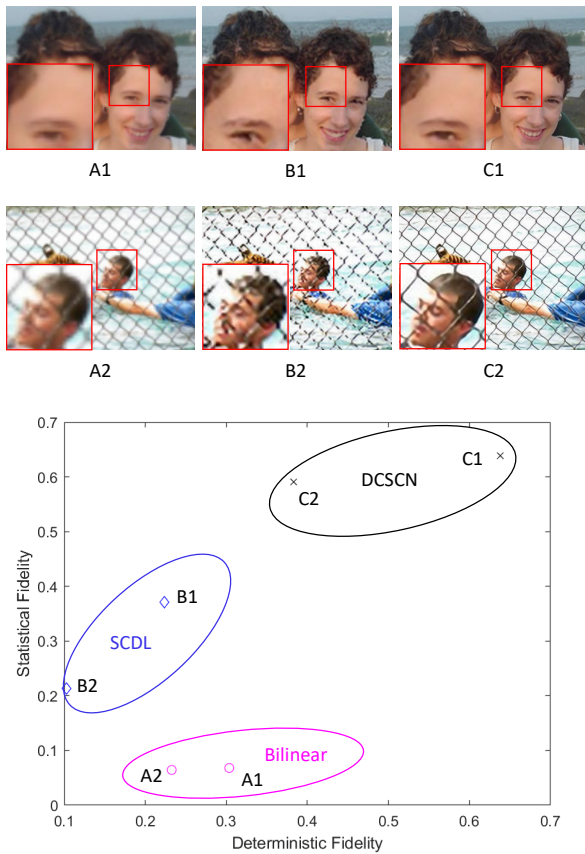 A1 B1 C1
A2 B2 C2
0.7
0.6
0.5
0.4
0.3
0.2
0.1
0
Statistical Fidelity
C1
DCSCN
C2
B1
SCDL
B2
Bilinear
A2 A1
0.1 0.2 0.3 0.4 0.5 0.6 0.7
Deterministic Fidelity